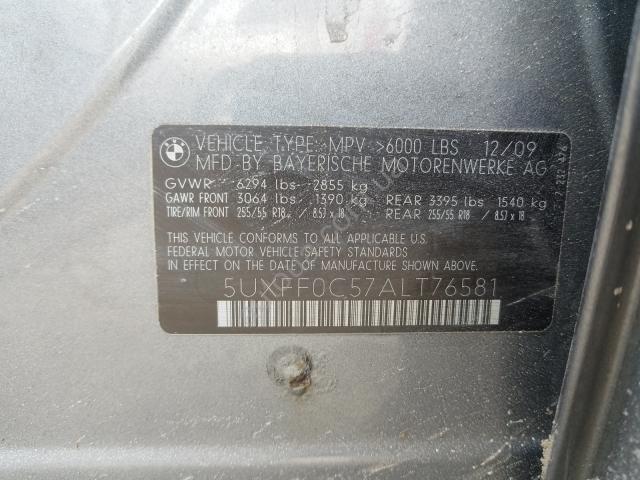 BMW
VEHICLE TYPE: MPV >6000 LBS 12/09
MFD BY BAYERISCHE MOTORENWERKE AG
GVWR 6294 lbs 2855 kg
GAWR FRONT 3064 lbs 1390 kg REAR 3395 lbs 1540 kg
TIRE/RIM FRONT 255/55 R18 / 8.5J x 18 REAR 255/55 R18 / 8.5J x 18
THIS VEHICLE CONFORMS TO ALL APPLICABLE U.S.
FEDERAL MOTOR VEHICLE SAFETY STANDARDS
IN EFFECT ON THE DATE OF MANUFACTURE SHOWN ABOVE.
5UXFF0C57ALT76581